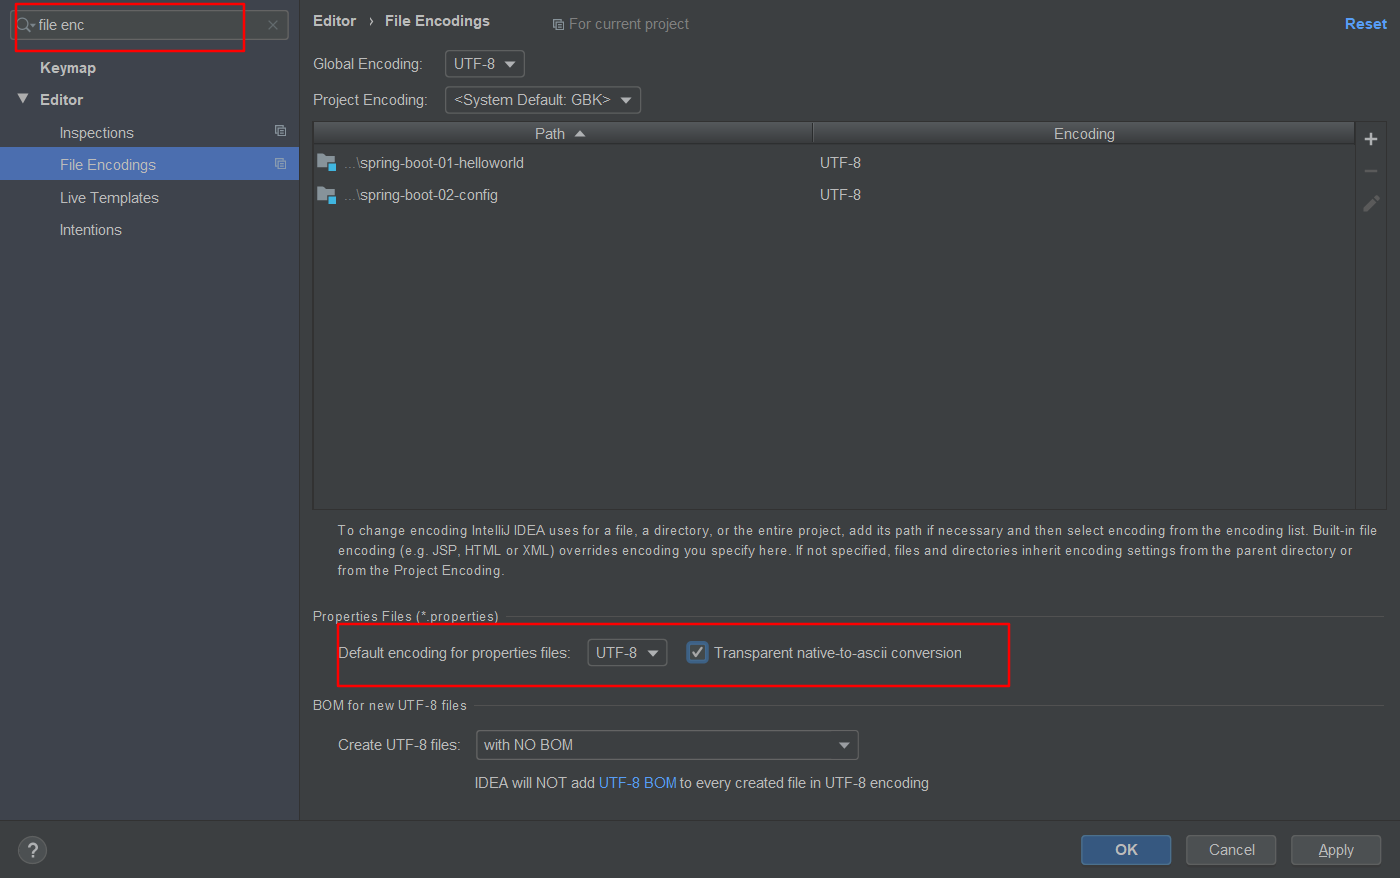 file enc
Keymap
Editor
Inspections
File Encodings
Live Templates
Intentions
Editor › File Encodings
For current project
Reset
Global Encoding: UTF-8
Project Encoding: <System Default: GBK>
Path Encoding
...\spring-boot-01-helloworld UTF-8
...\spring-boot-02-config UTF-8
To change encoding IntelliJ IDEA uses for a file, a directory, or the entire project, add its path if necessary and then select encoding from the encoding list. Built-in file
encoding (e.g. JSP, HTML or XML) overrides encoding you specify here. If not specified, files and directories inherit encoding settings from the parent directory or
from the Project Encoding.
Properties Files (*.properties)
Default encoding for properties files: UTF-8 Transparent native-to-ascii conversion
BOM for new UTF-8 files
Create UTF-8 files: with NO BOM
IDEA will NOT add UTF-8 BOM to every created file in UTF-8 encoding
?
OK Cancel Apply